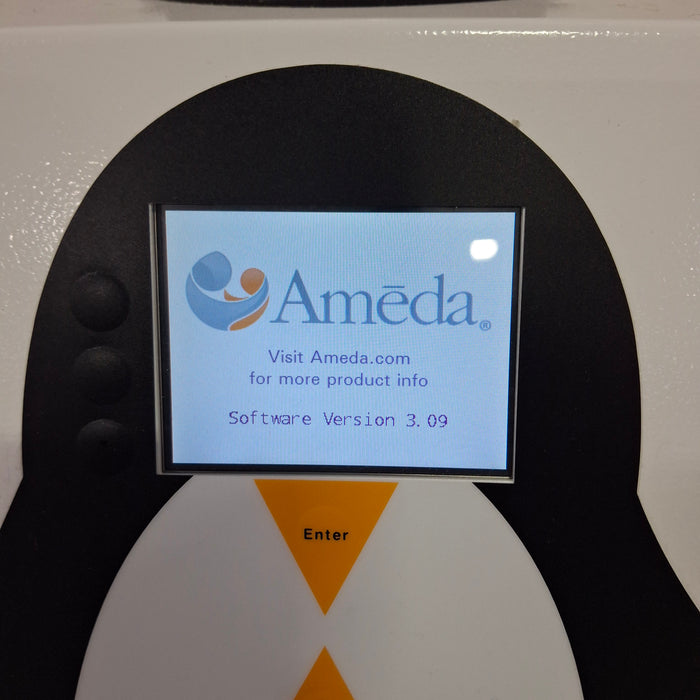 Amēda®
Visit Ameda.com
for more product info
Software Version 3.09
Enter